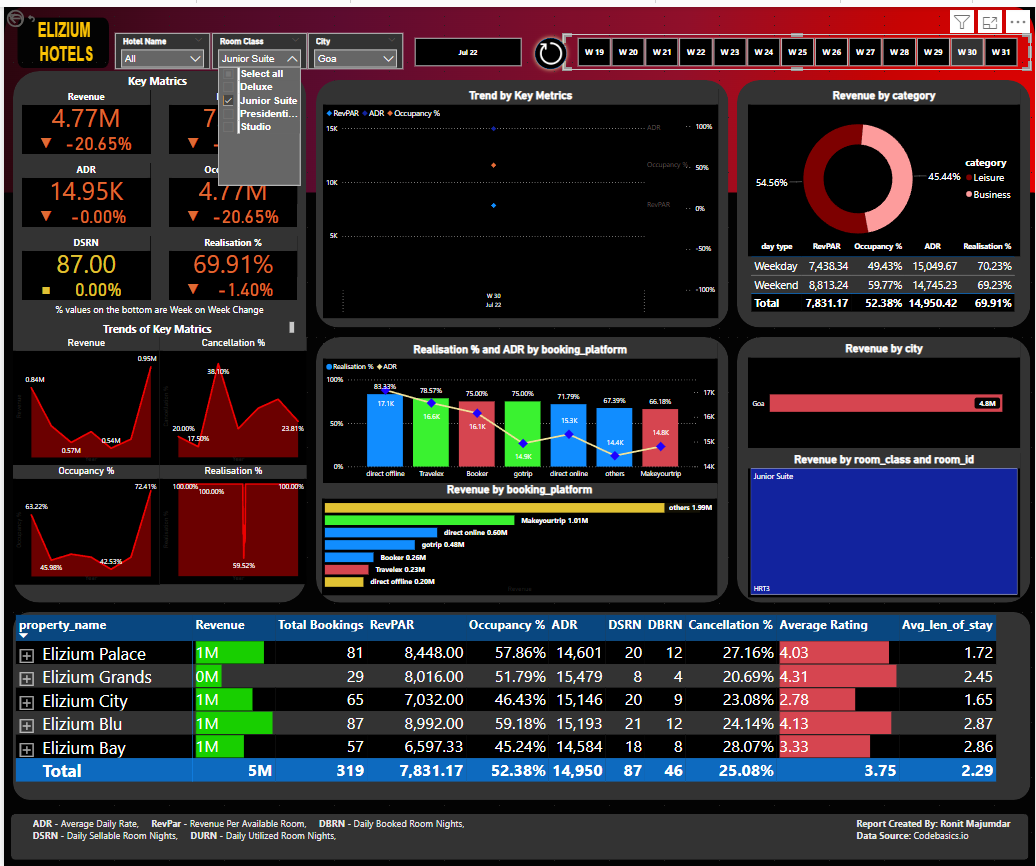 ELIZIUM
HOTELS
Hotel Name
All
Room Class
Junior Suite
Select all
Deluxe
Junior Suite
Presidenti...
Studio
City
Goa
Jul 22
W 19 W 20 W 21 W 22 W 23 W 24 W 25 W 26 W 27 W 28 W 29 W 30 W 31
Key Matrics
Revenue
4.77M
-20.65%
ADR
14.95K
-0.00%
4.77M
-20.65%
DSRN
87.00
0.00%
Realisation %
69.91%
-1.40%
% values on the bottom are Week on Week Change
Trends of Key Matrics
Revenue
0.84M
0.57M
0.54M
0.95M
Cancellation %
20.00%
17.50%
38.10%
23.81%
Occupancy %
63.22%
45.98%
42.53%
72.41%
Realisation %
100.00%
100.00%
59.52%
100.00%
Trend by Key Metrics
RevPAR ADR Occupancy %
15K
10K
5K
ADR
Occupancy %
RevPAR
100%
50%
0%
-50%
-100%
W 30
Jul 22
Revenue by category
54.56%
45.44%
category
Leisure
Business
day type RevPAR Occupancy % ADR Realisation %
Weekday 7,438.34 49.43% 15,049.67 70.23%
Weekend 8,813.24 59.77% 14,745.23 69.23%
Total 7,831.17 52.38% 14,950.42 69.91%
Realisation % and ADR by booking_platform
Realisation % ADR
100%
50%
0%
83.33% 78.57% 75.00% 75.00% 71.79% 67.39% 66.18%
17.1K 16.6K 16.1K 14.9K 15.3K 14.4K 14.8K
17K
16K
15K
14K
direct offline Travelex Booker gotrip direct online others Makeyourtrip
Revenue by booking_platform
others 1.99M
Makeyourtrip 1.01M
direct online 0.60M
gotrip 0.48M
Booker 0.26M
Travelex 0.23M
direct offline 0.20M
Revenue by city
Goa
4.8M
Revenue by room_class and room_id
Junior Suite
HRT3
property_name Revenue Total Bookings RevPAR Occupancy % ADR DSRN DBRN Cancellation % Average Rating Avg_len_of_stay
Elizium Palace 1M 81 8,448.00 57.86% 14,601 20 12 27.16% 4.03 1.72
Elizium Grands 0M 29 8,016.00 51.79% 15,479 8 4 20.69% 4.31 2.45
Elizium City 1M 65 7,032.00 46.43% 15,146 20 9 23.08% 2.78 1.65
Elizium Blu 1M 87 8,992.00 59.18% 15,193 21 12 24.14% 4.13 2.87
Elizium Bay 1M 57 6,597.33 45.24% 14,584 18 8 28.07% 3.33 2.86
Total 5M 319 7,831.17 52.38% 14,950 87 46 25.08% 3.75 2.29
ADR - Average Daily Rate, RevPar - Revenue Per Available Room, DBRN - Daily Booked Room Nights,
DSRN - Daily Sellable Room Nights, DURN - Daily Utilized Room Nights,
Report Created By: Ronit Majumdar
Data Source: Codebasics.io